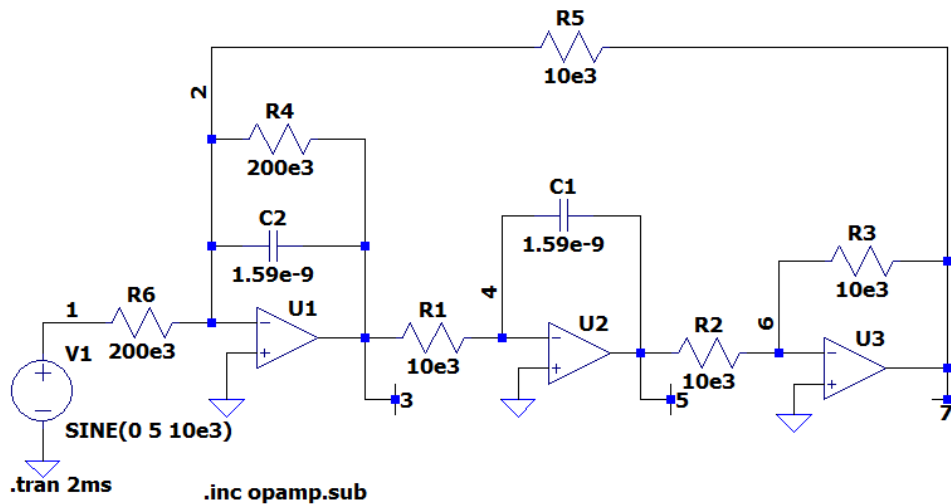 R5
10e3
2
R4
200e3
C2
1.59e-9
C1
1.59e-9
R3
10e3
1
R6
200e3
U1
R1
10e3
4
U2
R2
10e3
6
U3
V1
3
5
7
SINE(0 5 10e3)
.tran 2ms
.inc opamp.sub